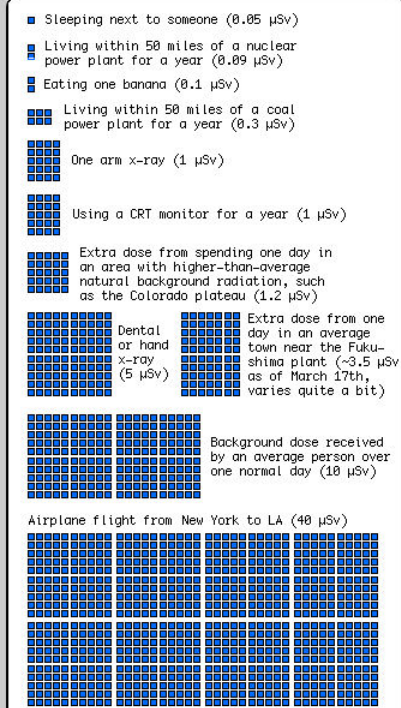 Sleeping next to someone (0.05 µSv)
Living within 50 miles of a nuclear
power plant for a year (0.09 µSv)
Eating one banana (0.1 µSv)
Living within 50 miles of a coal
power plant for a year (0.3 µSv)
One arm x-ray (1 µSv)
Using a CRT monitor for a year (1 µSv)
Extra dose from spending one day in
an area with higher-than-average
natural background radiation, such
as the Colorado plateau (1.2 µSv)
Dental
or hand
x-ray
(5 µSv)
Extra dose from one
day in an average
town near the Fuku-
shima plant (~3.5 µSv
as of March 17th,
varies quite a bit)
Background dose received
by an average person over
one normal day (10 µSv)
Airplane flight from New York to LA (40 µSv)